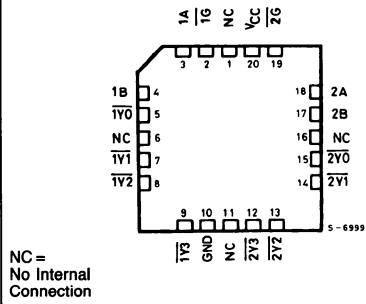 1A 1G NC VCC 2G
3 2 1 20 19
1B 4 18 2A
1Y0 5 17 2B
NC 6 16 NC
1Y1 7 15 2Y0
1Y2 8 14 2Y1
9 10 11 12 13
S-6999
1Y3 GND NC 2Y3 2Y2
NC =
No Internal
Connection